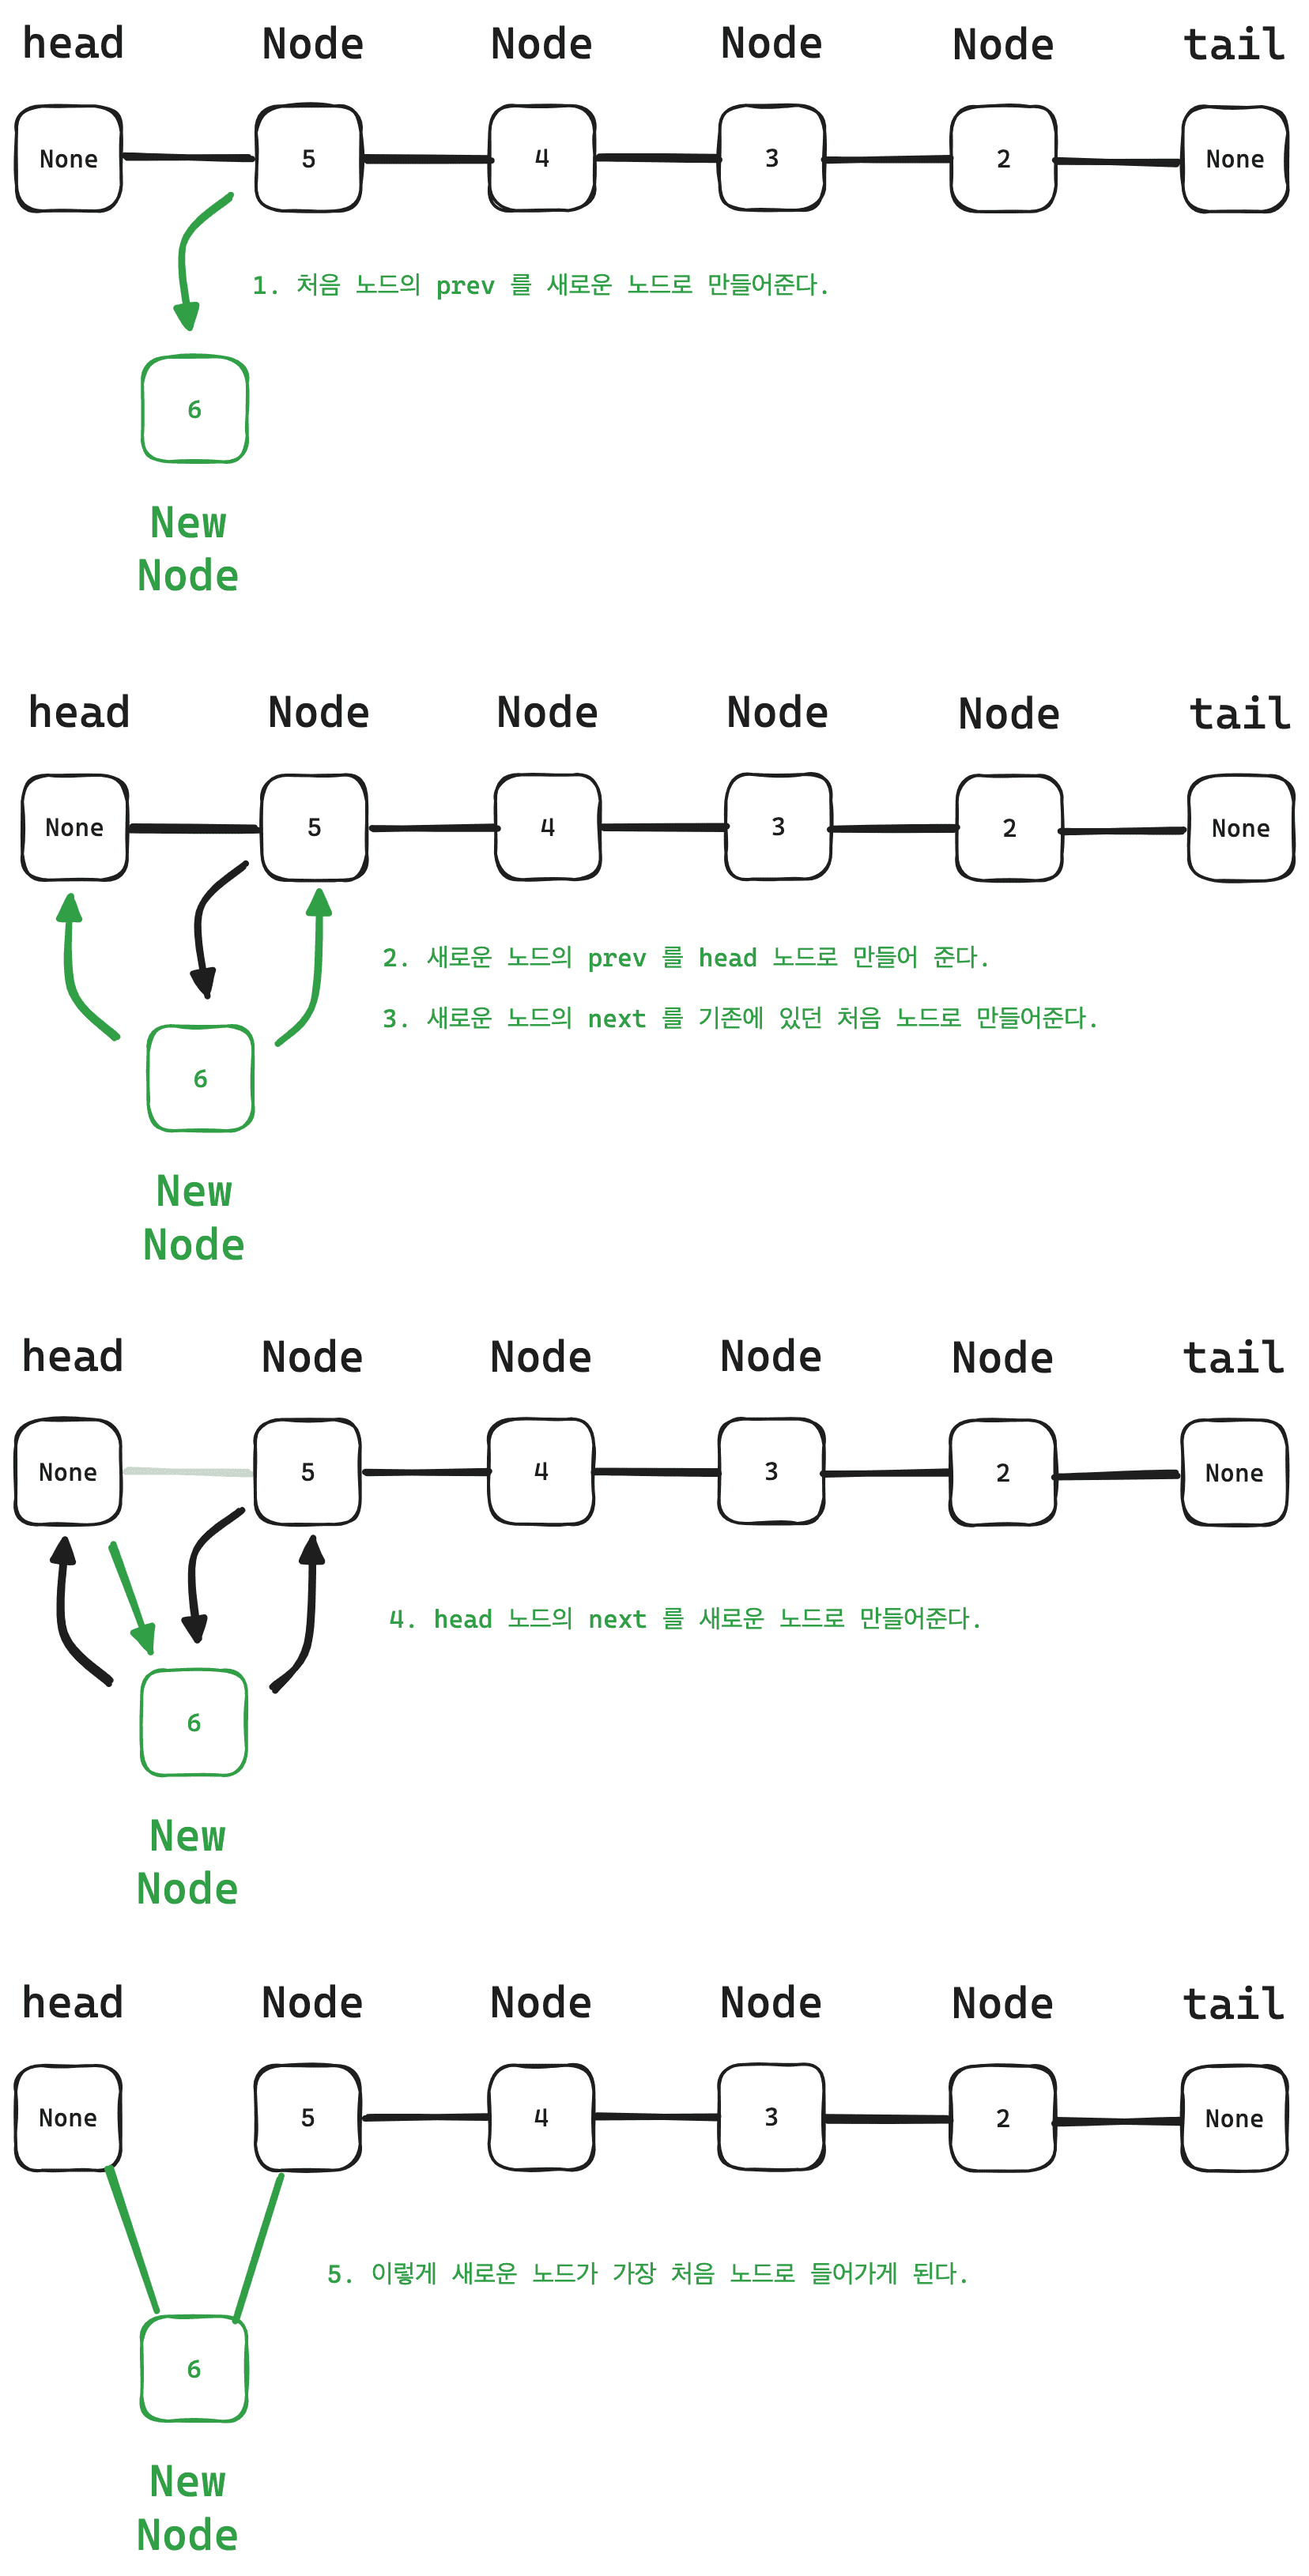 head Node Node Node Node tail
None 5 4 3 2 None
1. 처음 노드의 prev 를 새로운 노드로 만들어준다.
6
New
Node
head Node Node Node Node tail
None 5 4 3 2 None
2. 새로운 노드의 prev 를 head 노드로 만들어 준다.
3. 새로운 노드의 next 를 기존에 있던 처음 노드로 만들어준다.
6
New
Node
head Node Node Node Node tail
None 5 4 3 2 None
4. head 노드의 next 를 새로운 노드로 만들어준다.
6
New
Node
head Node Node Node Node tail
None 5 4 3 2 None
5. 이렇게 새로운 노드가 가장 처음 노드로 들어가게 된다.
6
New
Node